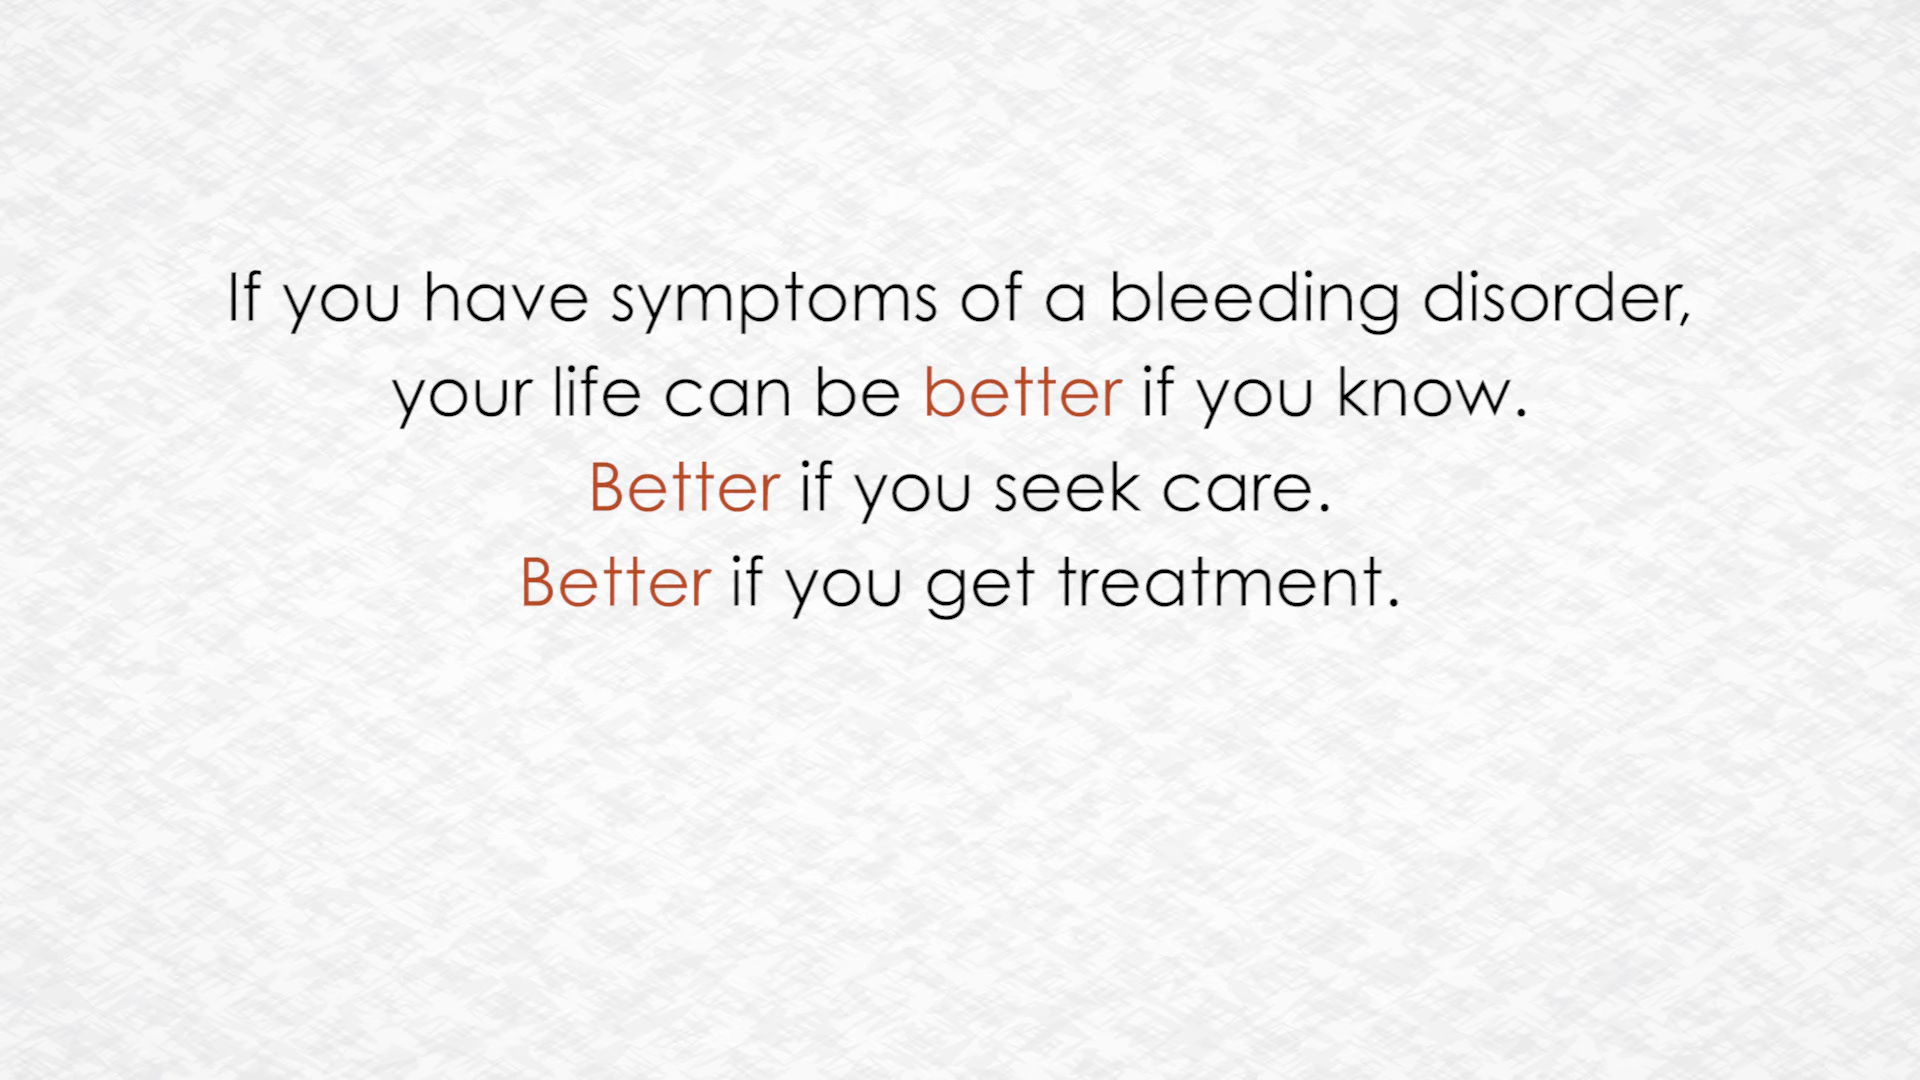 If you have symptoms of a bleeding disorder,
your life can be better if you know.
Better if you seek care.
Better if you get treatment.